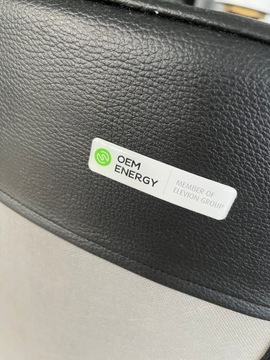 OEM
ENERGY
MEMBER OF
ELEVION GROUP